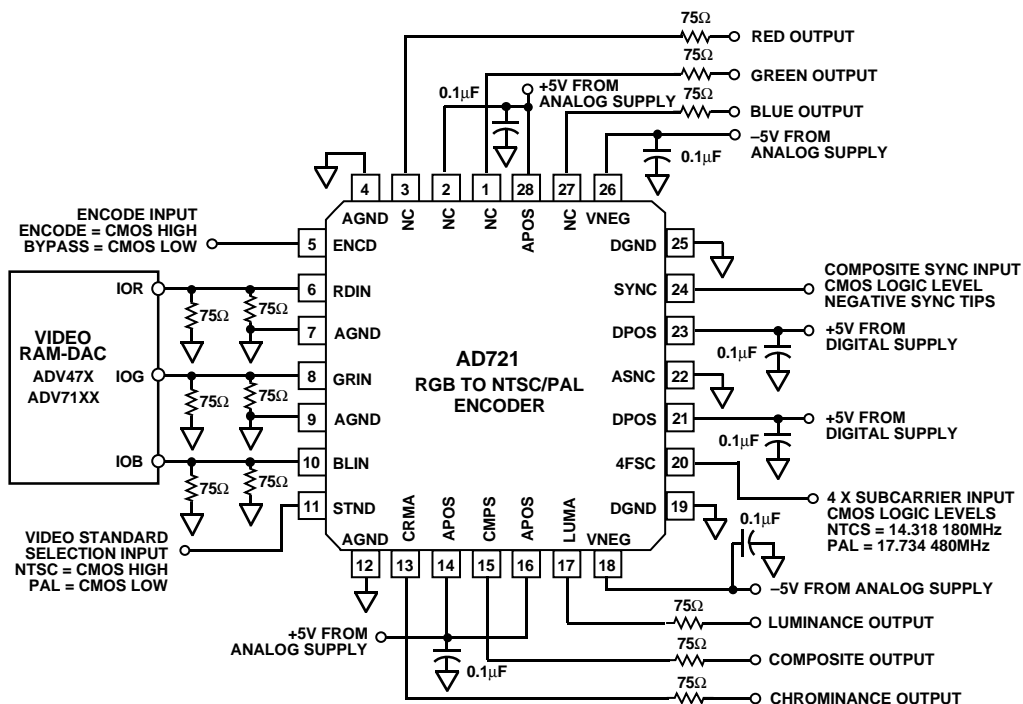 75Ω
RED OUTPUT
75Ω
GREEN OUTPUT
75Ω
BLUE OUTPUT
0.1μF
+5V FROM
ANALOG SUPPLY
–5V FROM
ANALOG SUPPLY
0.1μF
4
3
2
1
28
27
26
AGND
NC
NC
NC
APOS
NC
VNEG
ENCODE INPUT
ENCODE = CMOS HIGH
BYPASS = CMOS LOW
5
ENCD
DGND
25
IOR
6
RDIN
SYNC
24
COMPOSITE SYNC INPUT
CMOS LOGIC LEVEL
NEGATIVE SYNC TIPS
75Ω
75Ω
7
AGND
DPOS
23
+5V FROM
DIGITAL SUPPLY
0.1μF
VIDEO
RAM-DAC
ADV47X
ADV71XX
AD721
RGB TO NTSC/PAL
ENCODER
IOG
8
GRIN
ASNC
22
75Ω
75Ω
9
AGND
DPOS
21
+5V FROM
DIGITAL SUPPLY
0.1μF
IOB
10
BLIN
4FSC
20
75Ω
75Ω
4 X SUBCARRIER INPUT
CMOS LOGIC LEVELS
NTCS = 14.318 180MHz
PAL = 17.734 480MHz
11
STND
DGND
19
VIDEO STANDARD
SELECTION INPUT
NTSC = CMOS HIGH
PAL = CMOS LOW
AGND
CRMA
APOS
CMPS
APOS
LUMA
VNEG
0.1μF
12
13
14
15
16
17
18
–5V FROM ANALOG SUPPLY
75Ω
LUMINANCE OUTPUT
+5V FROM
ANALOG SUPPLY
0.1μF
75Ω
COMPOSITE OUTPUT
75Ω
CHROMINANCE OUTPUT